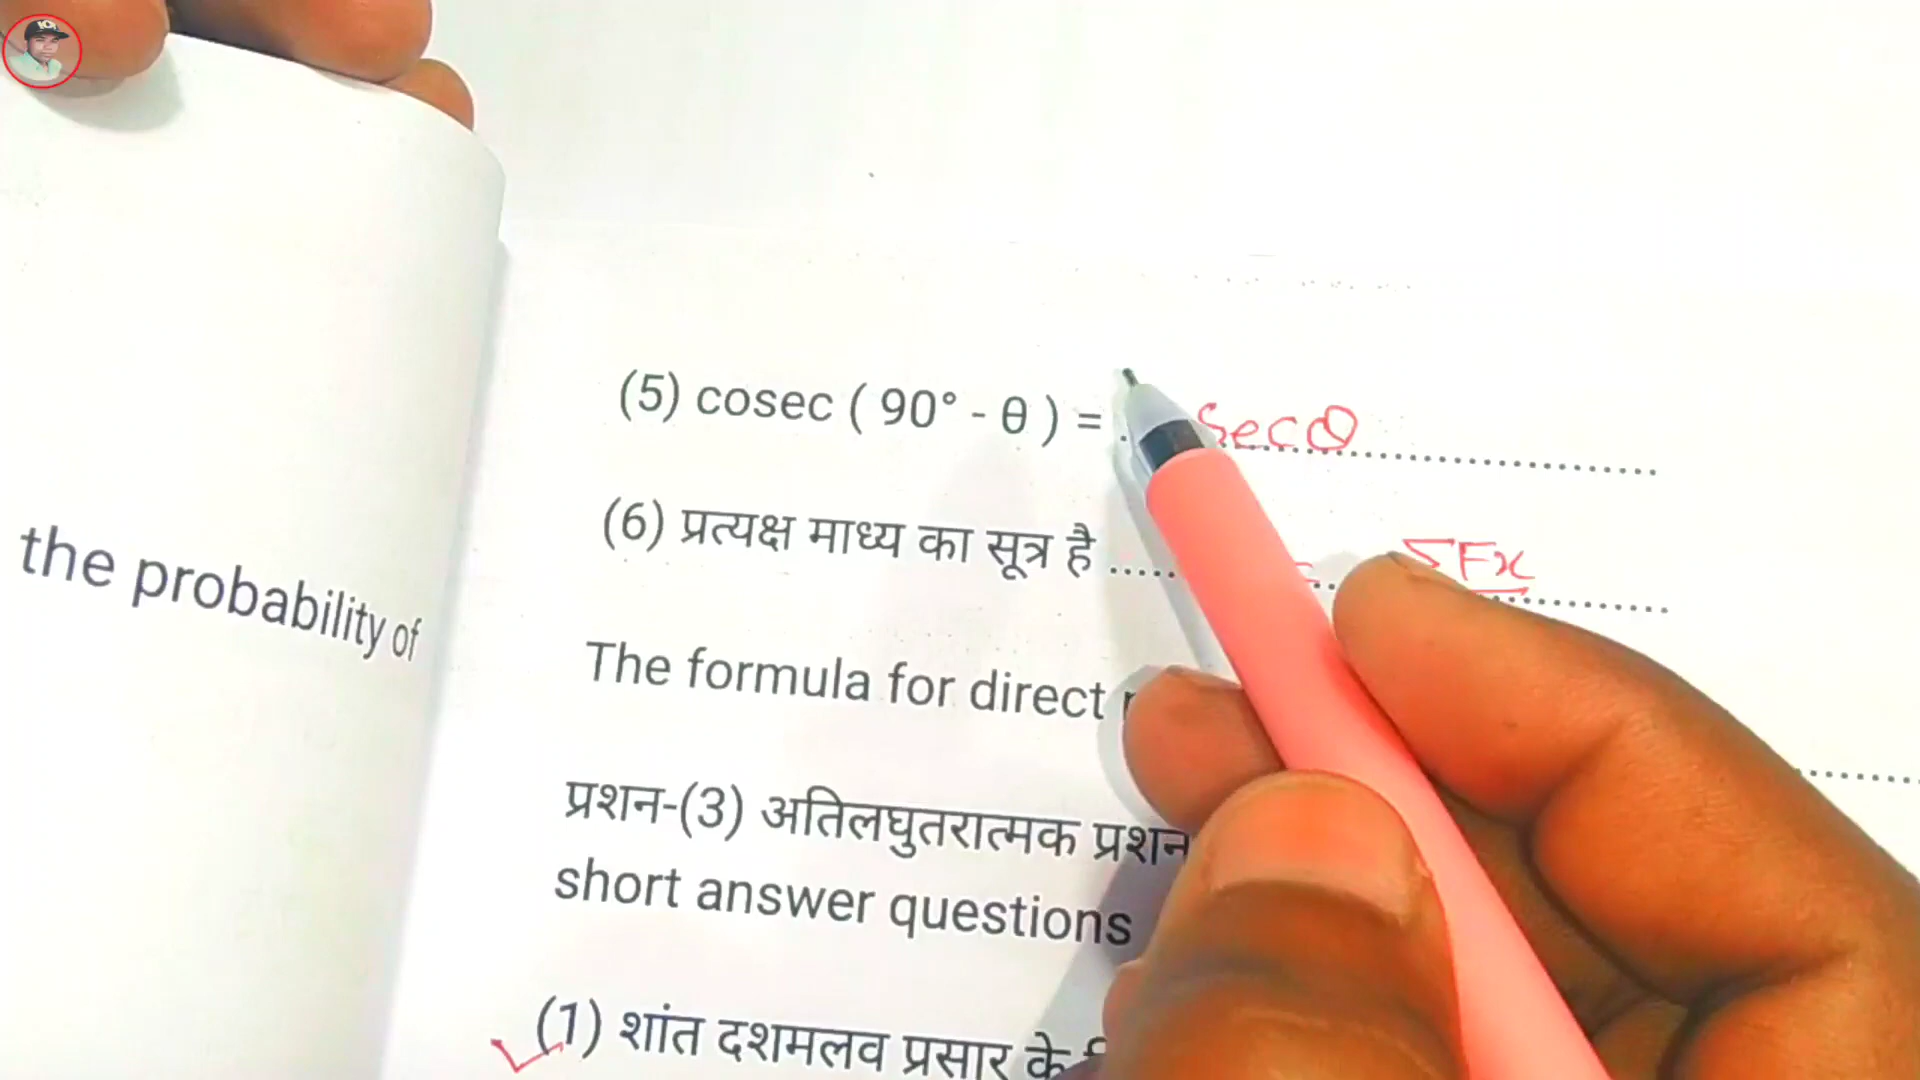 (5) cosec ( 90° - θ ) = secθ
(6) प्रत्यक्ष माध्य का सूत्र है ...... = ΣFx
the probability of
The formula for direct
प्रशन-(3) अतिलघुतरात्मक प्रशन
short answer questions
(1) शांत दशमलव प्रसार के